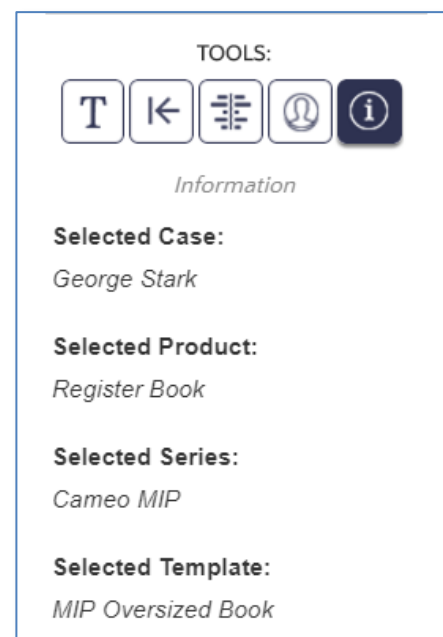 TOOLS:
T
Information
Selected Case:
George Stark
Selected Product:
Register Book
Selected Series:
Cameo MIP
Selected Template:
MIP Oversized Book